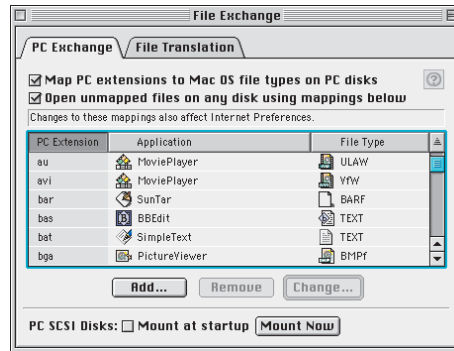 File Exchange
PC Exchange File Translation
Map PC extensions to Mac OS file types on PC disks
Open unmapped files on any disk using mappings below
Changes to these mappings also affect Internet Preferences.
PC Extension Application File Type
au MoviePlayer ULAW
avi MoviePlayer VfW
bar SunTar BARF
bas BBEdit TEXT
bat SimpleText TEXT
bga PictureViewer BMPf
Add... Remove Change...
PC SCSI Disks: Mount at startup Mount Now